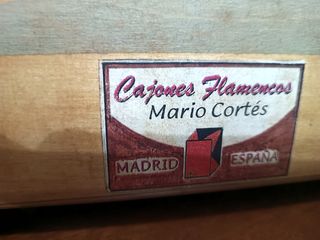 Cajones Flamencos
Mario Cortés
MADRID ESPAÑA